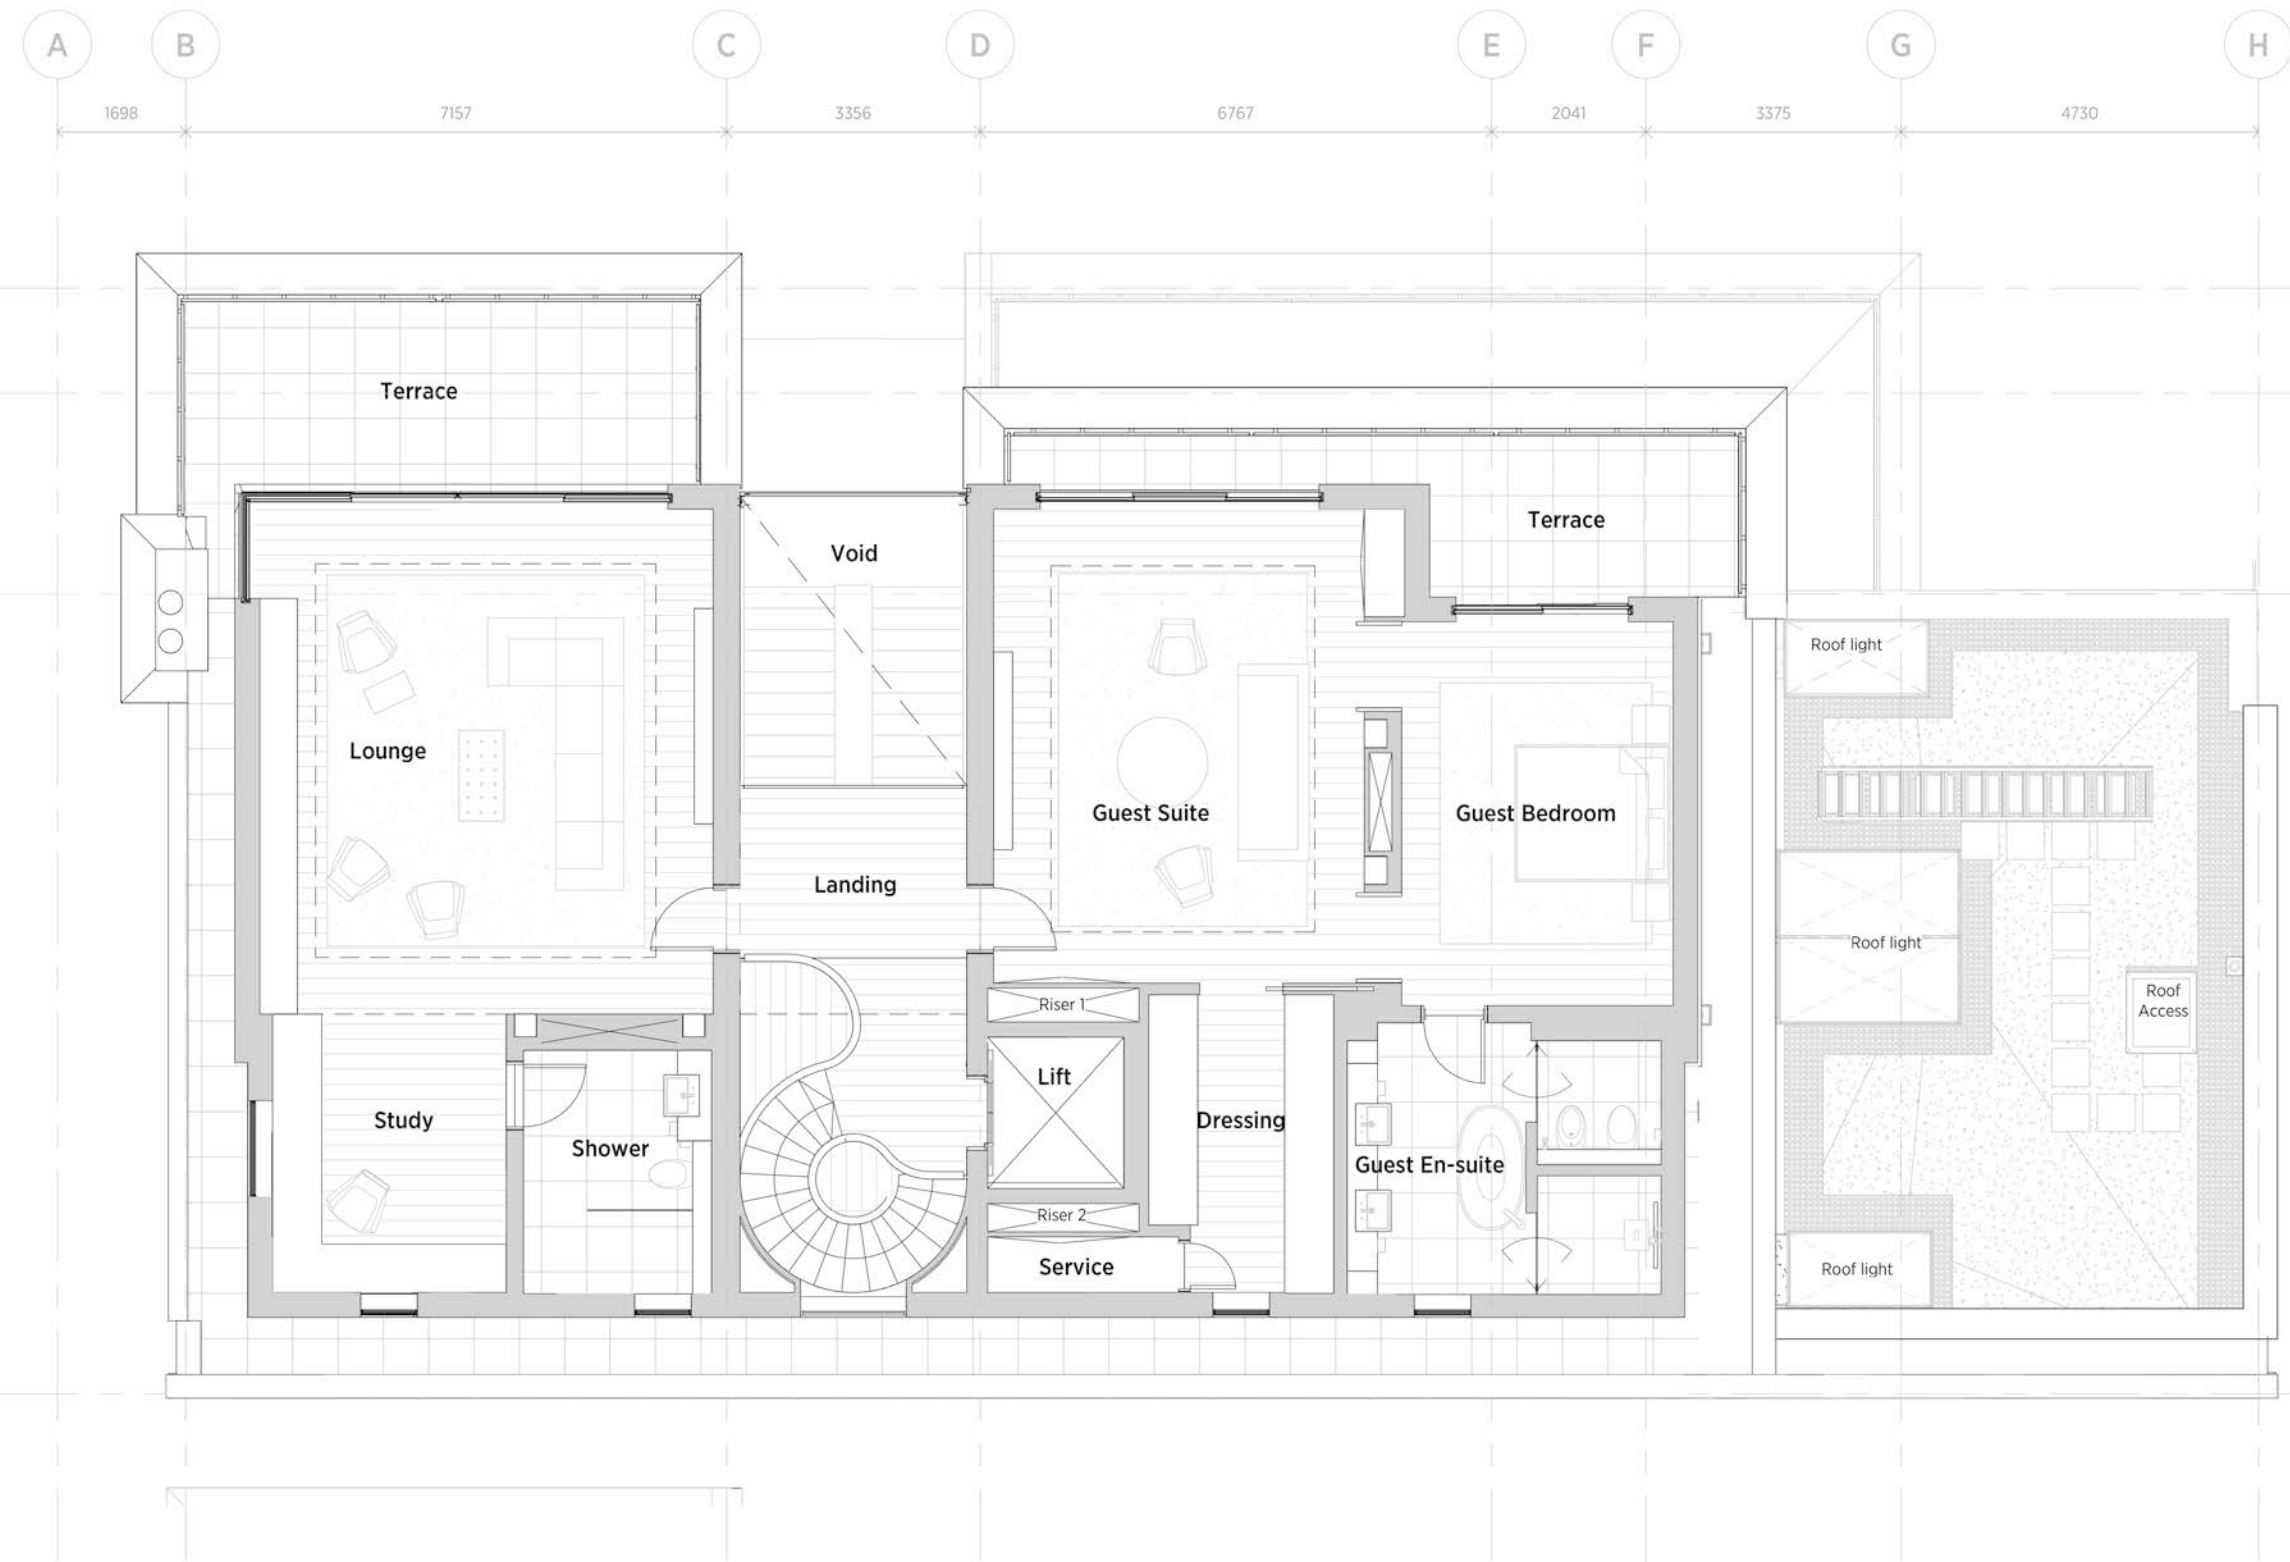 A B C D E F G H
1698 7157 3356 6767 2041 3375 4730
Terrace
Terrace
Void
Roof light
Lounge
Guest Suite
Guest Bedroom
Landing
Roof light
Riser 1
Roof
Access
Lift
Study
Dressing
Shower
Guest En-suite
Riser 2
Service
Roof light